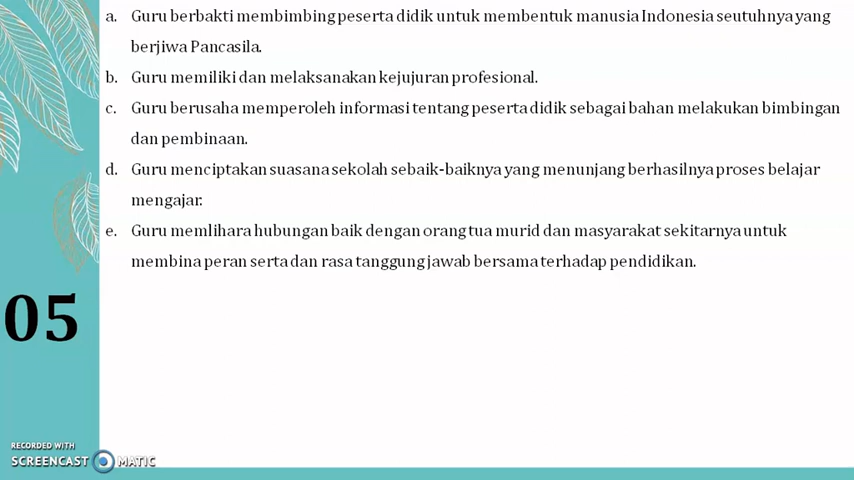 a. Guru berbakti membimbing peserta didik untuk membentuk manusia Indonesia seutuhnya yang
berjiwa Pancasila.
b. Guru memiliki dan melaksanakan kejujuran profesional.
c. Guru berusaha memperoleh informasi tentang peserta didik sebagai bahan melakukan bimbingan
dan pembinaan.
d. Guru menciptakan suasana sekolah sebaik-baiknya yang menunjang berhasilnya proses belajar
mengajar.
e. Guru memlihara hubungan baik dengan orang tua murid dan masyarakat sekitarnya untuk
membina peran serta dan rasa tanggung jawab bersama terhadap pendidikan.
05
RECORDED WITH
SCREENCAST MATIC